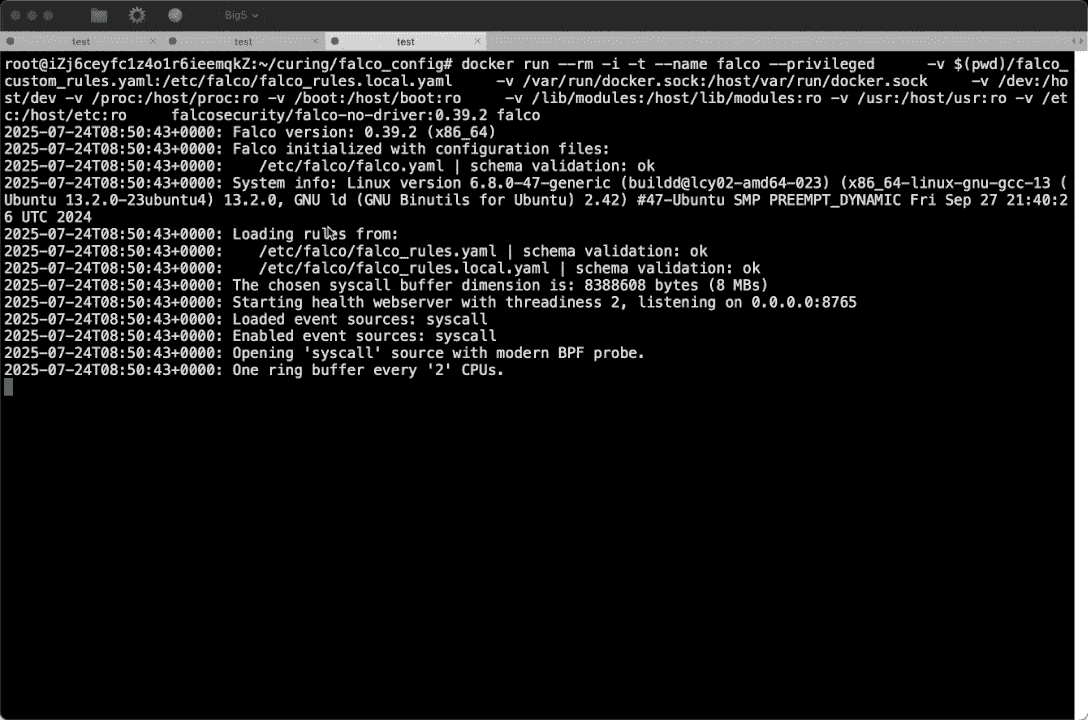 Big5
test × test × test ×
root@iZj6ceyfc1z4o1r6ieemqkZ:~/curing/falco_config# docker run --rm -i -t --name falco --privileged      -v $(pwd)/falco_
custom_rules.yaml:/etc/falco/falco_rules.local.yaml     -v /var/run/docker.sock:/host/var/run/docker.sock     -v /dev:/ho
st/dev -v /proc:/host/proc:ro -v /boot:/host/boot:ro     -v /lib/modules:/host/lib/modules:ro -v /usr:/host/usr:ro -v /et
c:/host/etc:ro     falcosecurity/falco-no-driver:0.39.2 falco
2025-07-24T08:50:43+0000: Falco version: 0.39.2 (x86_64)
2025-07-24T08:50:43+0000: Falco initialized with configuration files:
2025-07-24T08:50:43+0000:    /etc/falco/falco.yaml | schema validation: ok
2025-07-24T08:50:43+0000: System info: Linux version 6.8.0-47-generic (buildd@lcy02-amd64-023) (x86_64-linux-gnu-gcc-13 (
Ubuntu 13.2.0-23ubuntu4) 13.2.0, GNU ld (GNU Binutils for Ubuntu) 2.42) #47-Ubuntu SMP PREEMPT_DYNAMIC Fri Sep 27 21:40:2
6 UTC 2024
2025-07-24T08:50:43+0000: Loading rules from:
2025-07-24T08:50:43+0000:    /etc/falco/falco_rules.yaml | schema validation: ok
2025-07-24T08:50:43+0000:    /etc/falco/falco_rules.local.yaml | schema validation: ok
2025-07-24T08:50:43+0000: The chosen syscall buffer dimension is: 8388608 bytes (8 MBs)
2025-07-24T08:50:43+0000: Starting health webserver with threadiness 2, listening on 0.0.0.0:8765
2025-07-24T08:50:43+0000: Loaded event sources: syscall
2025-07-24T08:50:43+0000: Enabled event sources: syscall
2025-07-24T08:50:43+0000: Opening 'syscall' source with modern BPF probe.
2025-07-24T08:50:43+0000: One ring buffer every '2' CPUs.